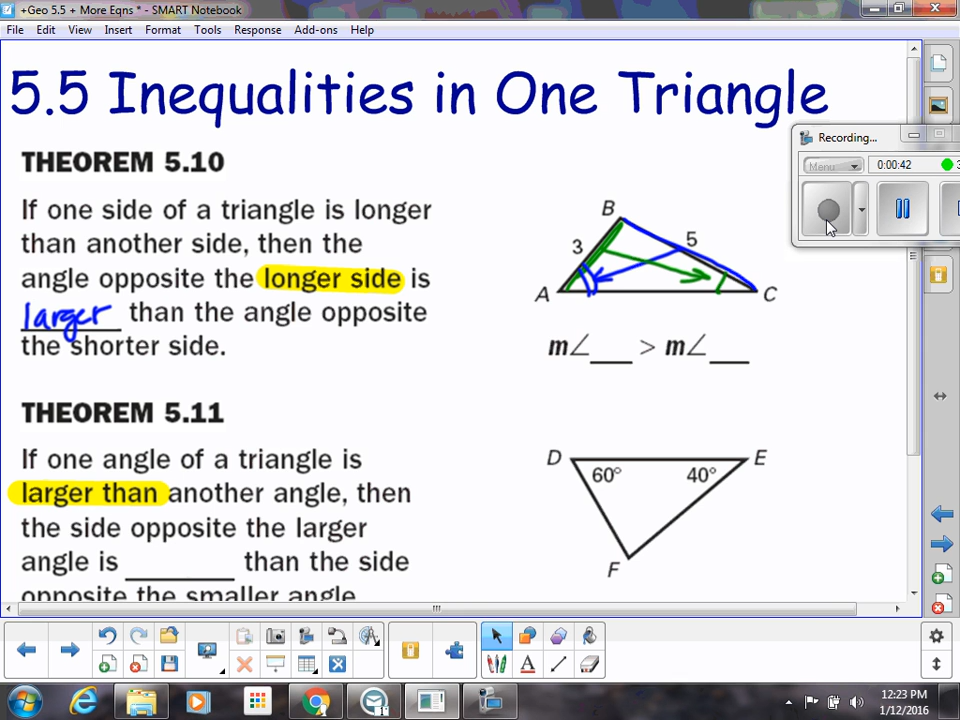 +Geo 5.5 + More Eqns * - SMART Notebook
File Edit View Insert Format Tools Response Add-ons Help
5.5 Inequalities in One Triangle
Recording...
Menu
0:00:42
THEOREM 5.10
If one side of a triangle is longer
than another side, then the
angle opposite the longer side is
larger than the angle opposite
the shorter side.
B
3
5
A
C
m∠___ > m∠___
THEOREM 5.11
If one angle of a triangle is
larger than another angle, then
the side opposite the larger
angle is ________ than the side
opposite the smaller angle
D
E
60°
40°
F
A
12:23 PM
1/12/2016